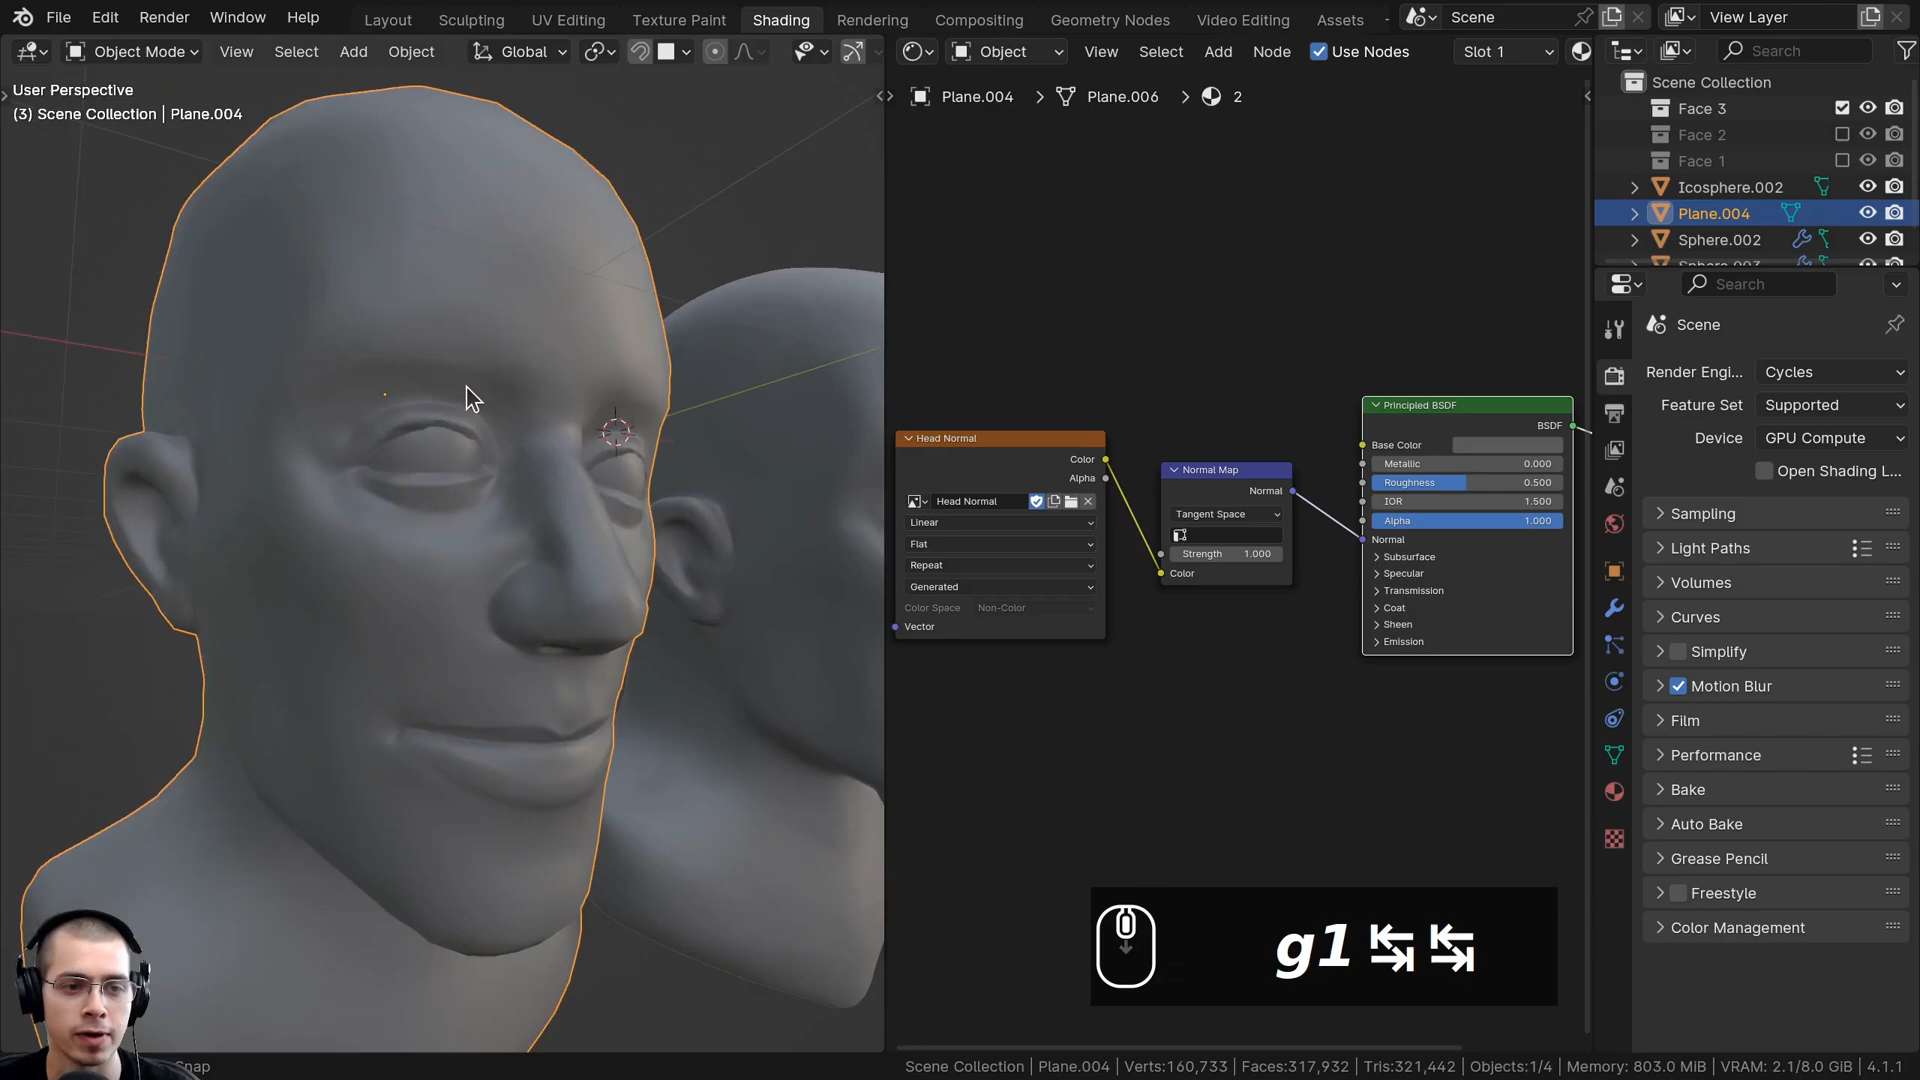 File Edit Render Window Help Layout Sculpting UV Editing Texture Paint Shading Rendering Compositing Geometry Nodes Video Editing Assets Scene View Layer
Object Mode View Select Add Object Global Object View Select Add Node Use Nodes Slot 1 Search
User Perspective
(3) Scene Collection | Plane.004
Plane.004 > Plane.006 > 2
Scene Collection
Face 3
Face 2
Face 1
Icosphere.002
Plane.004
Sphere.002
Search
Scene
Render Engi... Cycles
Feature Set Supported
Device GPU Compute
Open Shading L...
Sampling
Light Paths
Volumes
Curves
Simplify
Motion Blur
Film
Performance
Bake
Auto Bake
Grease Pencil
Freestyle
Color Management
Head Normal
Color
Alpha
Head Normal
Linear
Flat
Repeat
Generated
Color Space Non-Color
Vector
Normal Map
Normal
Tangent Space
Strength 1.000
Color
Principled BSDF
BSDF
Base Color
Metallic 0.000
Roughness 0.500
IOR 1.500
Alpha 1.000
Normal
Subsurface
Specular
Transmission
Coat
Sheen
Emission
g1
Snap
Scene Collection | Plane.004 | Verts:160,733 | Faces:317,932 | Tris:321,442 | Objects:1/4 | Memory: 803.0 MiB | VRAM: 2.1/8.0 GiB | 4.1.1